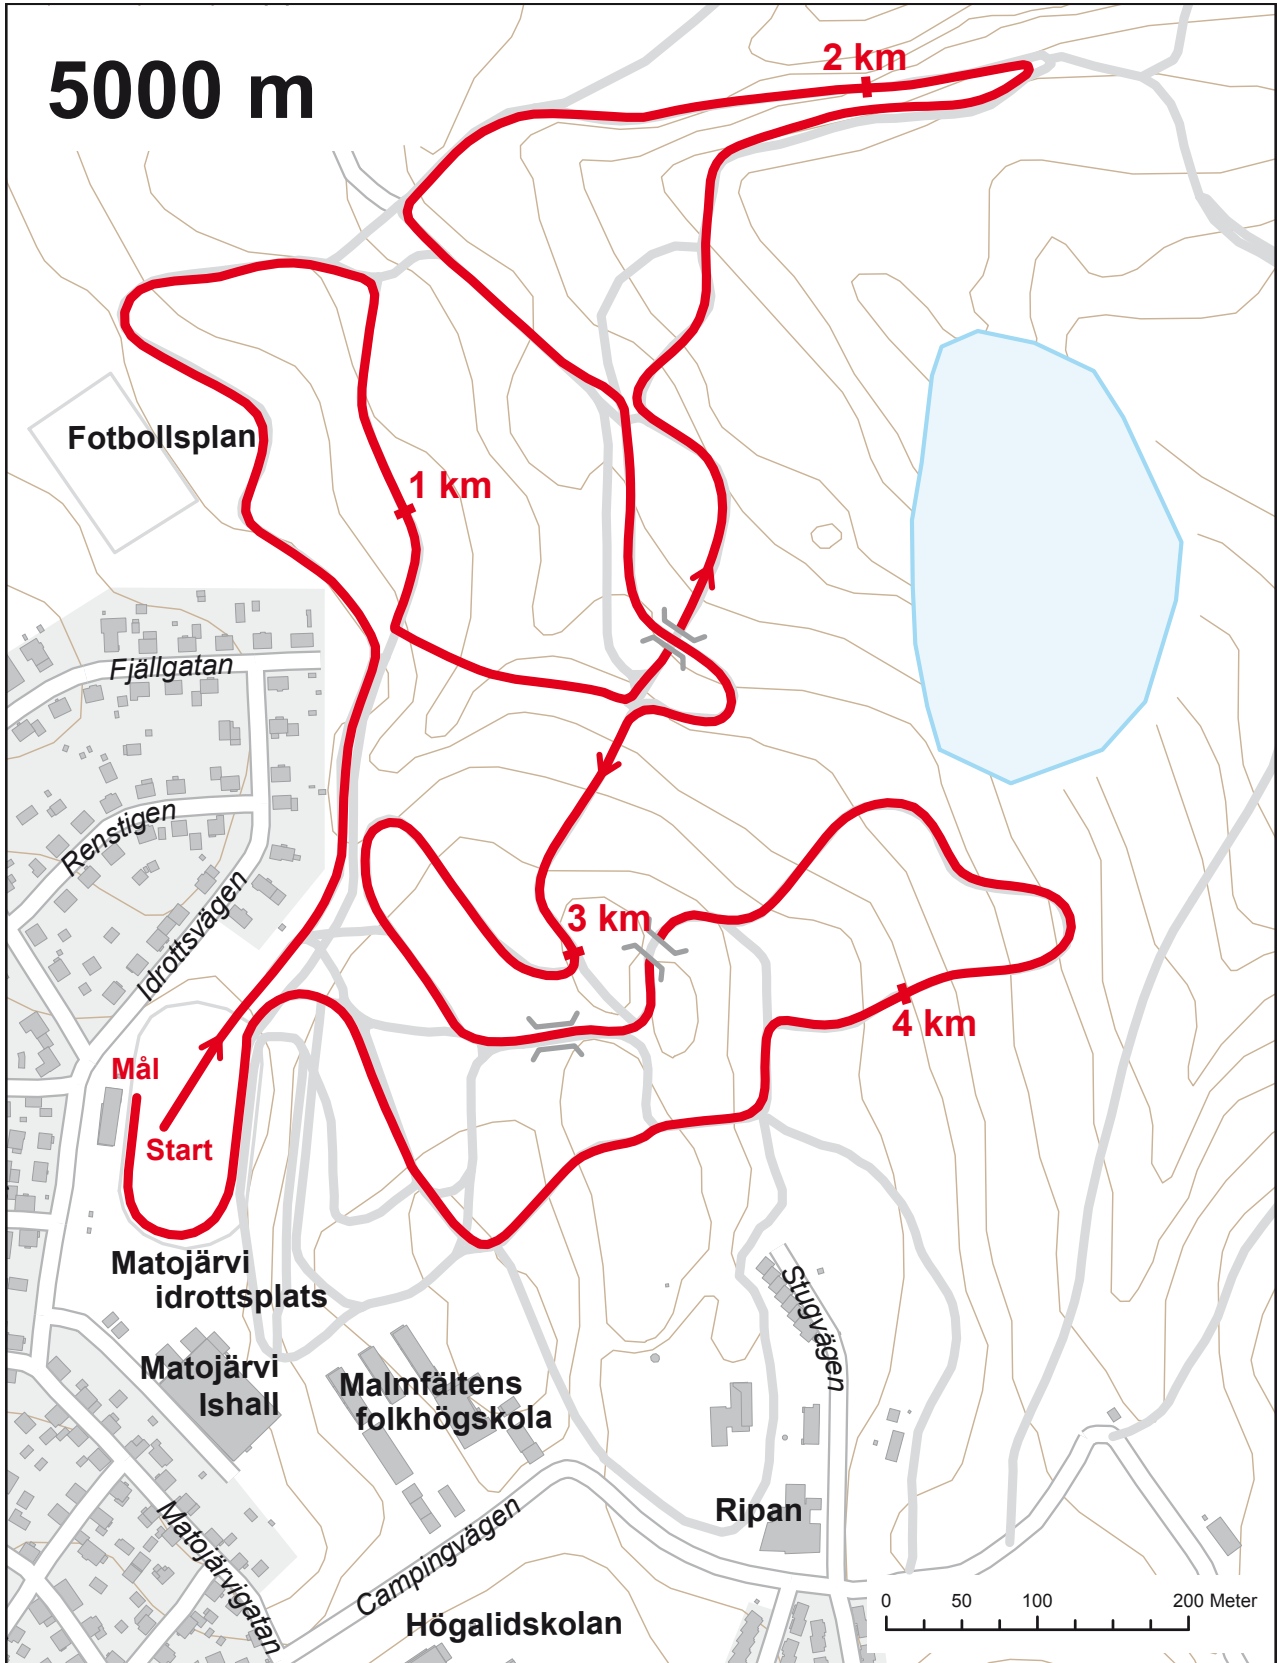 5000 m
2 km
Fotbollsplan
1 km
Fjällgatan
Renstigen
Idrottsvägen
3 km
4 km
Mål
Start
Matojärvi
idrottsplats
Stugvägen
Matojärvi
Ishall
Malmfältens
folkhögskola
Matojärvigatan
Campingvägen
Ripan
Högalidskolan
0 50 100 200 Meter